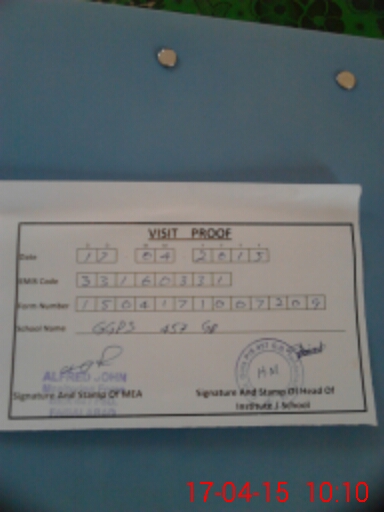 VISIT PROOF
Date 17 04 2015
EMIS Code 33160331
Form Number 1504171007209
School Name GGPS 457 GB
ALFRED JOHN
Signature And Stamp Of MEA
Signature And Stamp Of Head Of
Institute / School
H.M
17-04-15 10:10